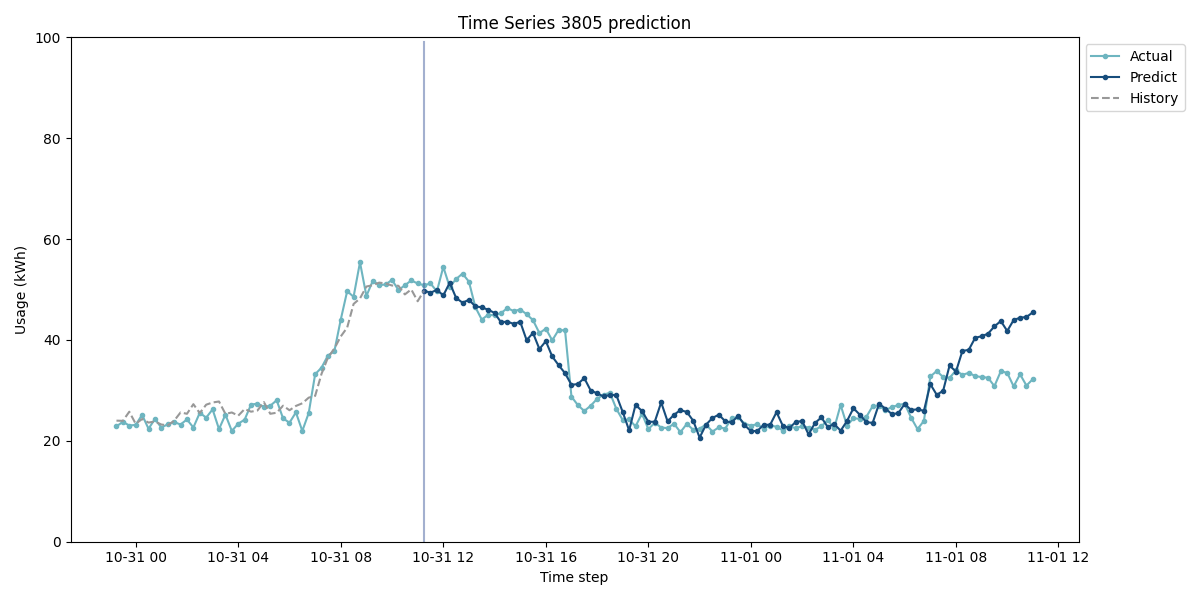 Time Series 3805 prediction
Usage (kWh)
100
80
60
40
20
0
10-31 00
10-31 04
10-31 08
10-31 12
10-31 16
10-31 20
11-01 00
11-01 04
11-01 08
11-01 12
Time step
Actual
Predict
History